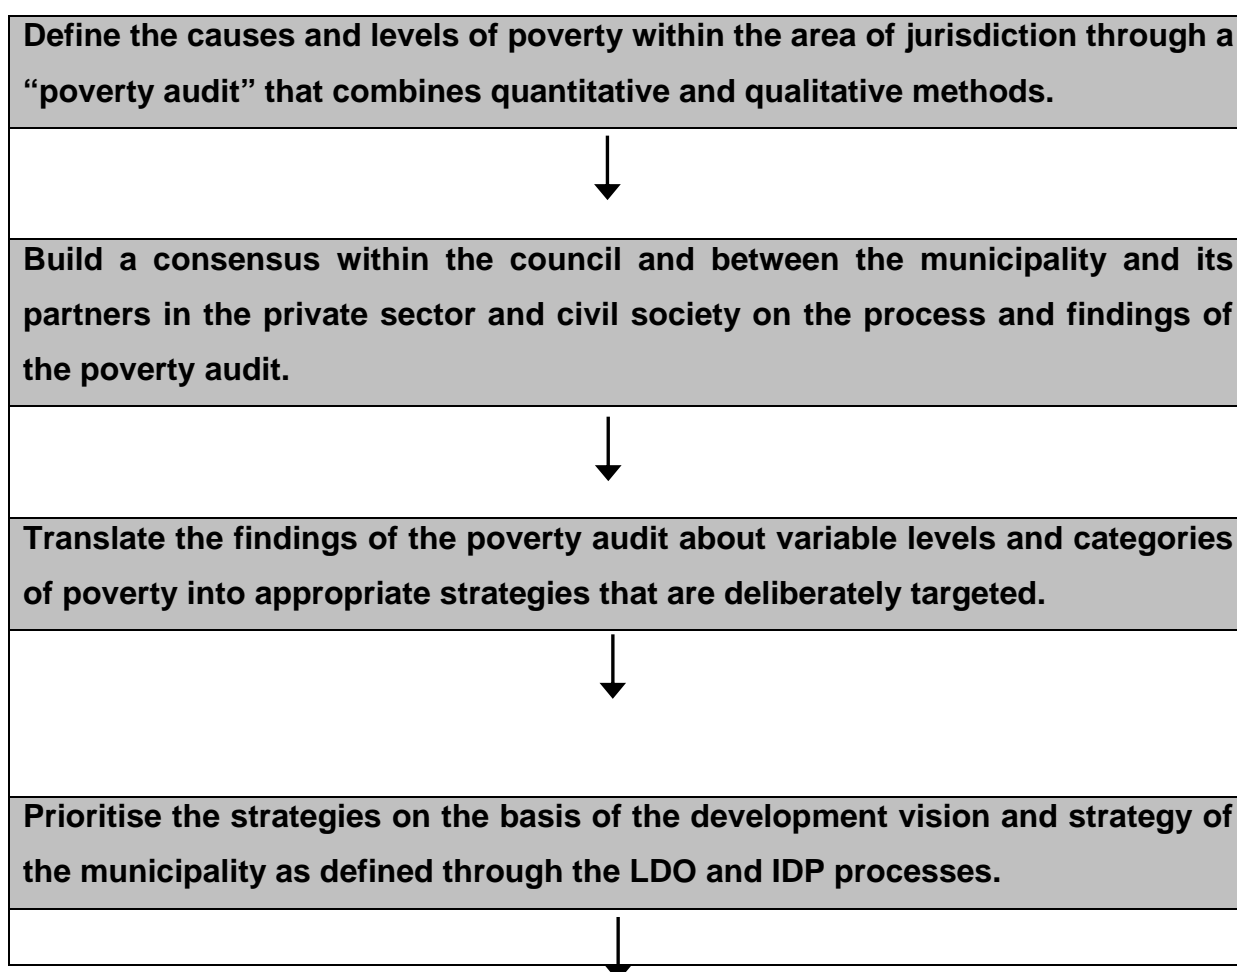 Define the causes and levels of poverty within the area of jurisdiction through a
“poverty audit” that combines quantitative and qualitative methods.
Build a consensus within the council and between the municipality and its
partners in the private sector and civil society on the process and findings of
the poverty audit.
Translate the findings of the poverty audit about variable levels and categories
of poverty into appropriate strategies that are deliberately targeted.
Prioritise the strategies on the basis of the development vision and strategy of
the municipality as defined through the LDO and IDP processes.